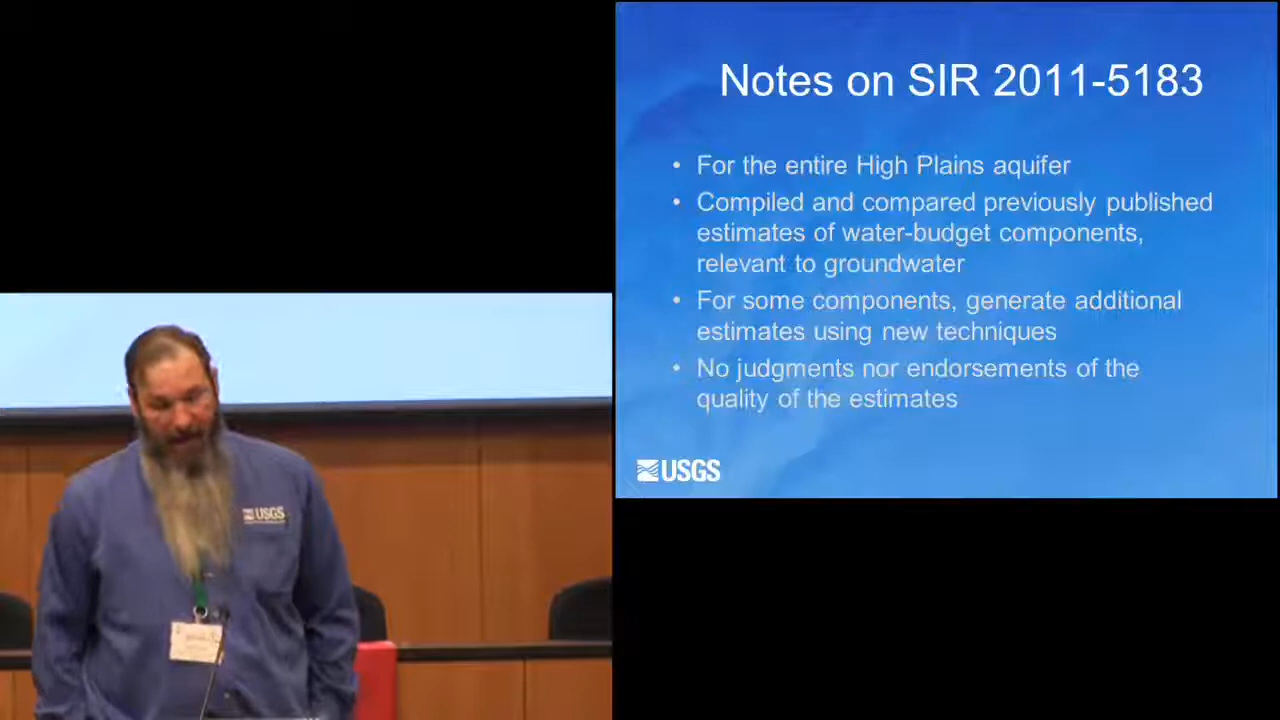 Notes on SIR 2011-5183
• For the entire High Plains aquifer
• Compiled and compared previously published
estimates of water-budget components,
relevant to groundwater
• For some components, generate additional
estimates using new techniques
• No judgments nor endorsements of the
quality of the estimates
USGS
USGS